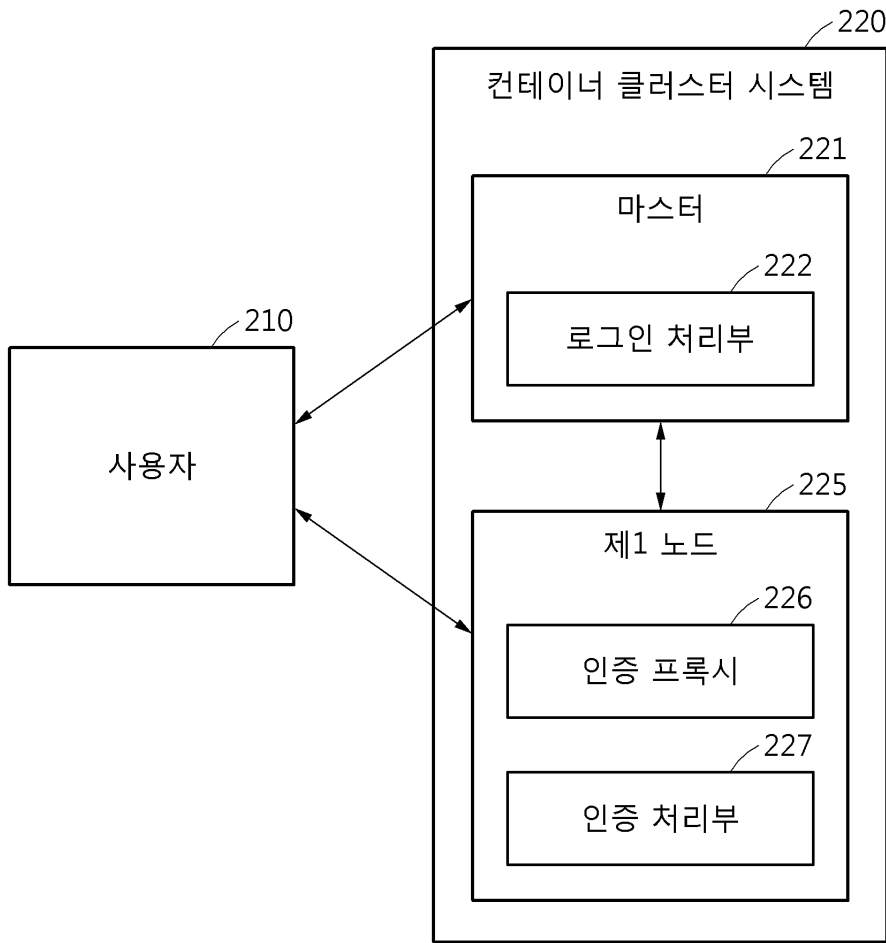 220
컨테이너 클러스터 시스템
221
마스터
222
로그인 처리부
210
사용자
225
제1 노드
226
인증 프록시
227
인증 처리부